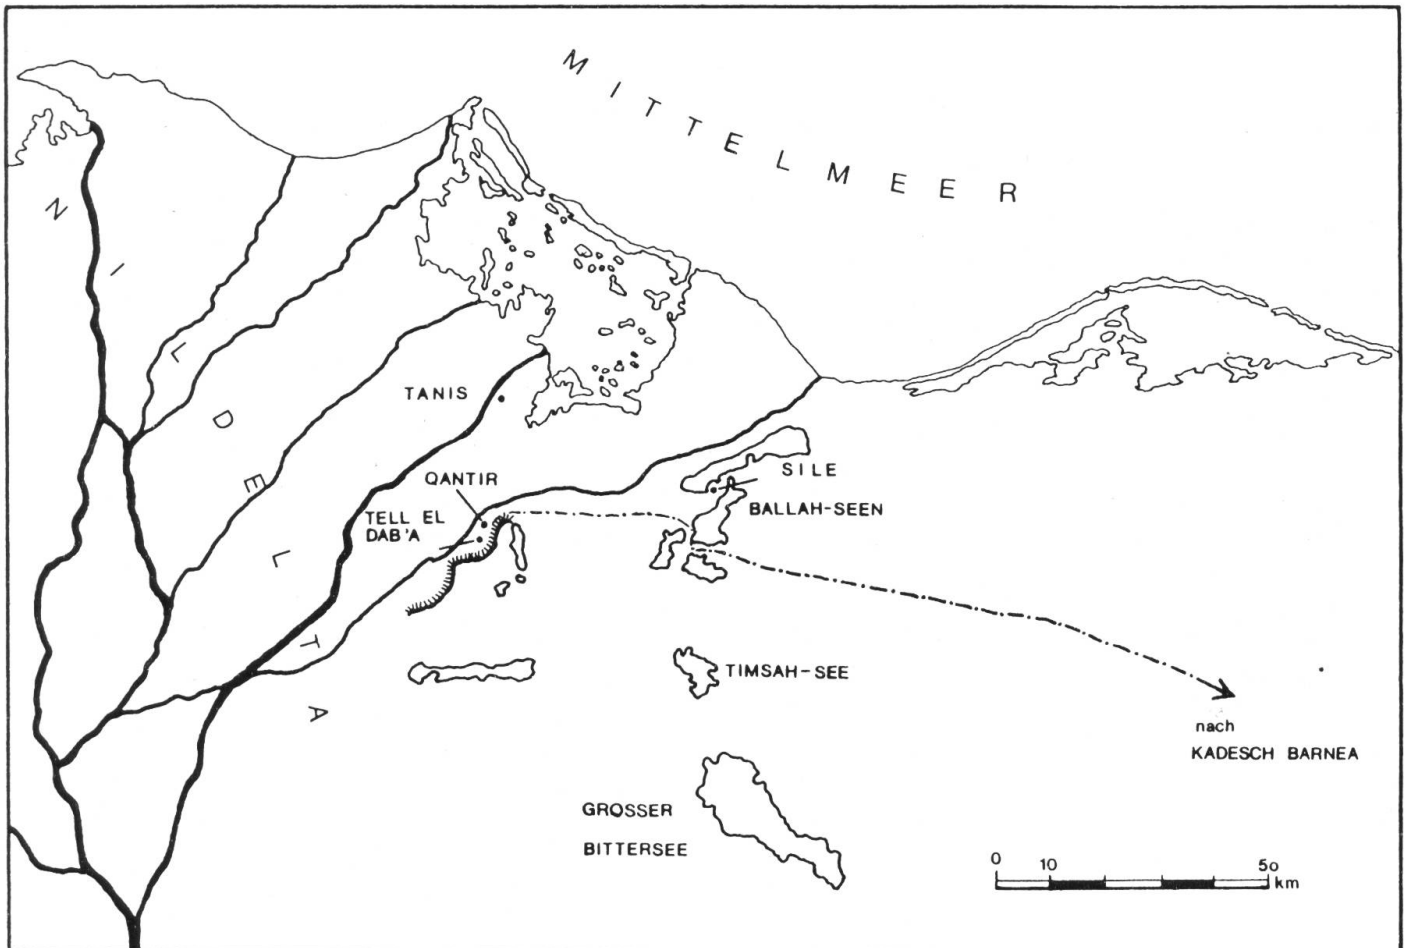 MITTELMEER
NILDELTA
TANIS
QANTIR
TELL EL
DAB'A
SILE
BALLAH-SEEN
TIMSAH-SEE
nach
KADESCH BARNEA
GROSSER
BITTERSEE
0 10 50
km